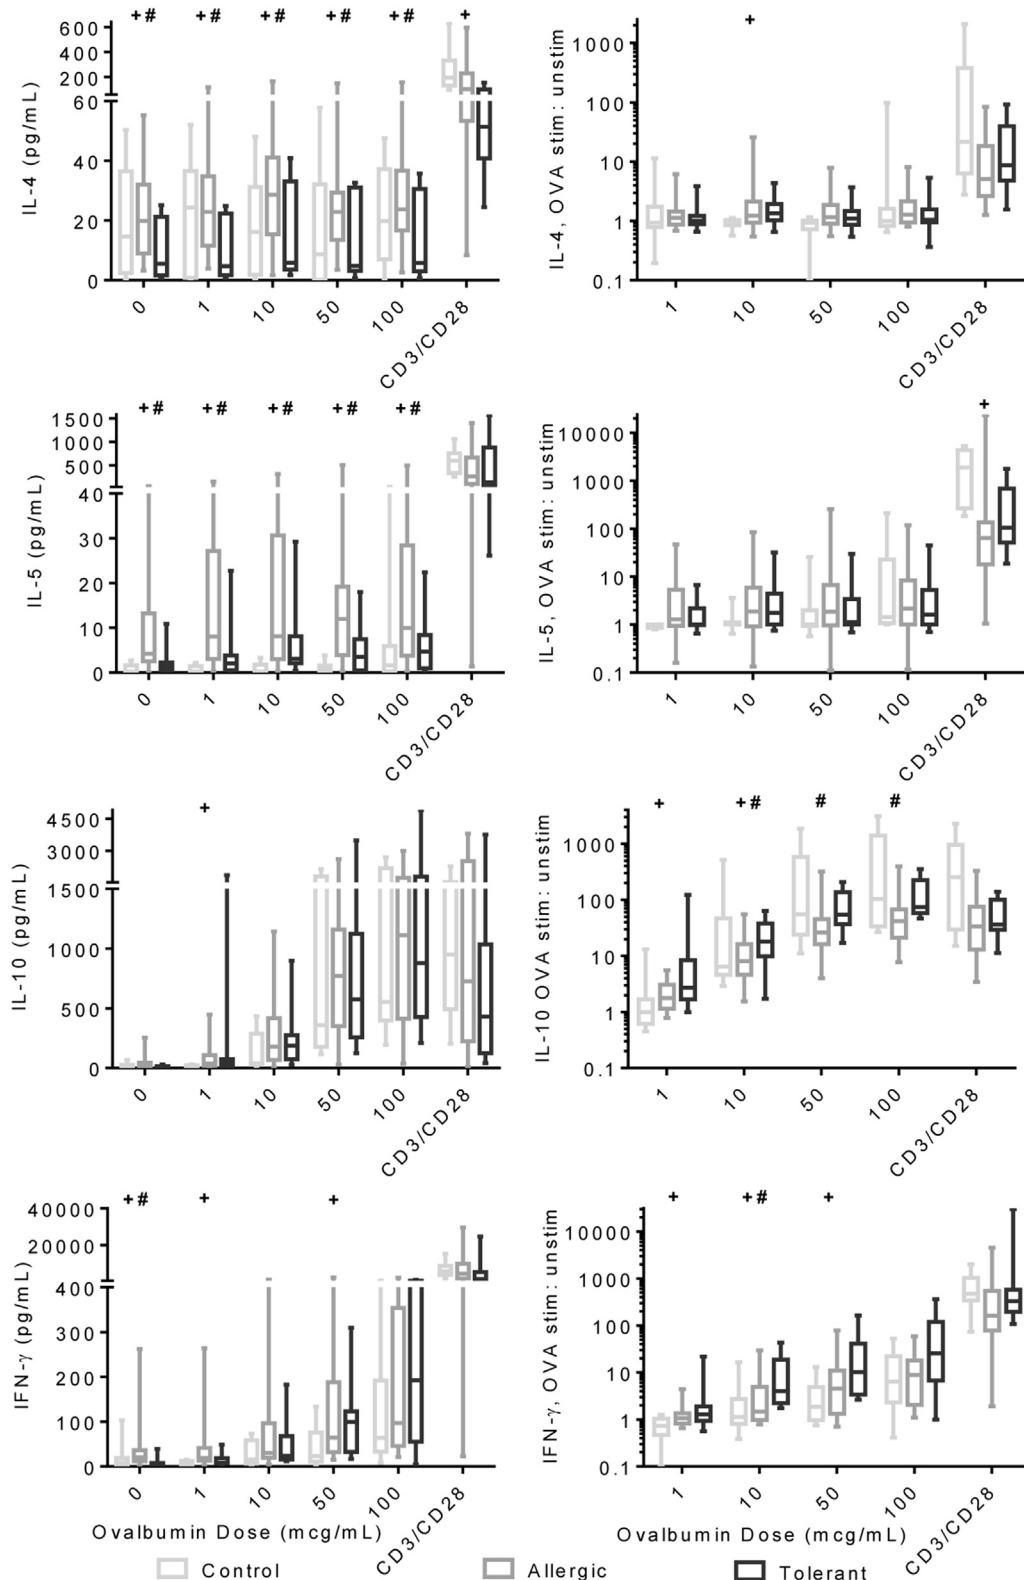 + # + # + # + # + # +
IL-4 (pg/mL)
600
400
200
60
40
20
0
0 1 10 50 100 CD3/CD28
+
IL-4, OVA stim: unstim
1000
100
10
1
0.1
1 10 50 100 CD3/CD28
+ # + # + # + # + #
IL-5 (pg/mL)
1500
1000
500
40
30
20
10
0
0 1 10 50 100 CD3/CD28
+
IL-5, OVA stim: unstim
10000
1000
100
10
1
0.1
1 10 50 100 CD3/CD28
+
IL-10 (pg/mL)
4500
3000
1500
1000
500
0
0 1 10 50 100 CD3/CD28
+ + # # #
IL-10 OVA stim: unstim
1000
100
10
1
0.1
1 10 50 100 CD3/CD28
+ # + +
IFN-γ (pg/mL)
40000
20000
400
300
200
100
0
0 1 10 50 100 CD3/CD28
Ovalbumin Dose (mcg/mL)
+ + # +
IFN-γ, OVA stim: unstim
10000
1000
100
10
1
0.1
1 10 50 100 CD3/CD28
Ovalbumin Dose (mcg/mL)
Control Allergic Tolerant